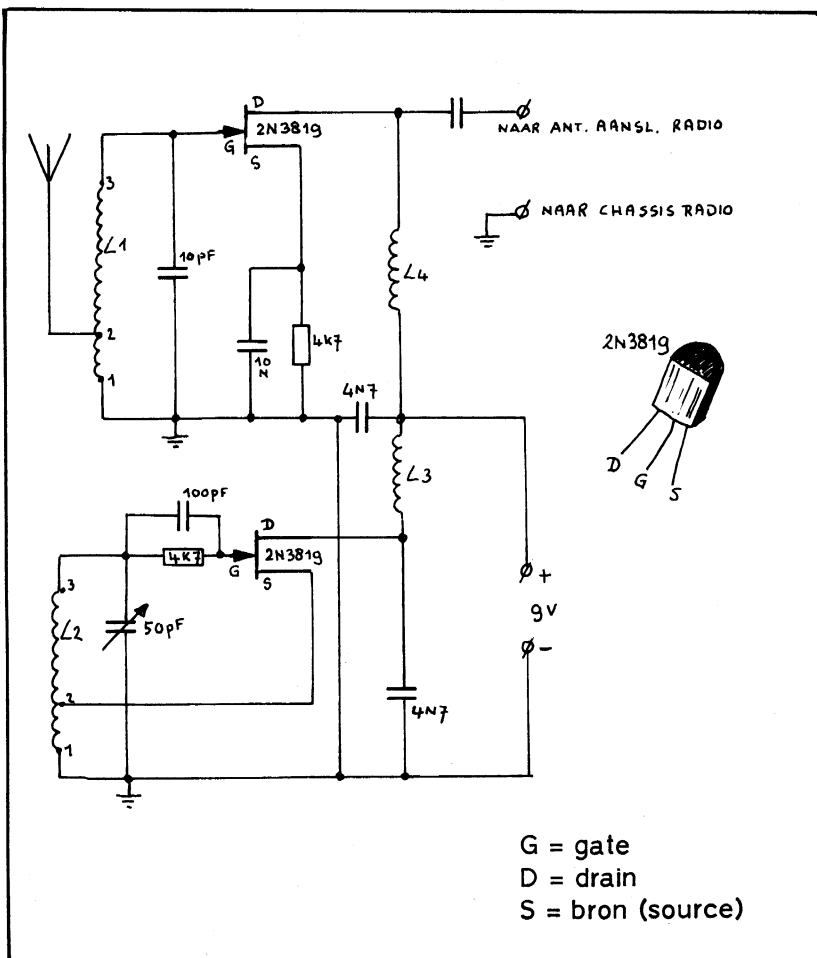 D
2N3819
G
S
NAAR ANT. AANSL. RADIO
3
L1
10pF
NAAR CHASSIS RADIO
L4
2
10
N
4K7
1
4N7
2N3819
D
G
S
L3
100pF
D
4K7
2N3819
G
S
3
L2
50pF
+
9V
-
2
4N7
1
G = gate
D = drain
S = bron (source)